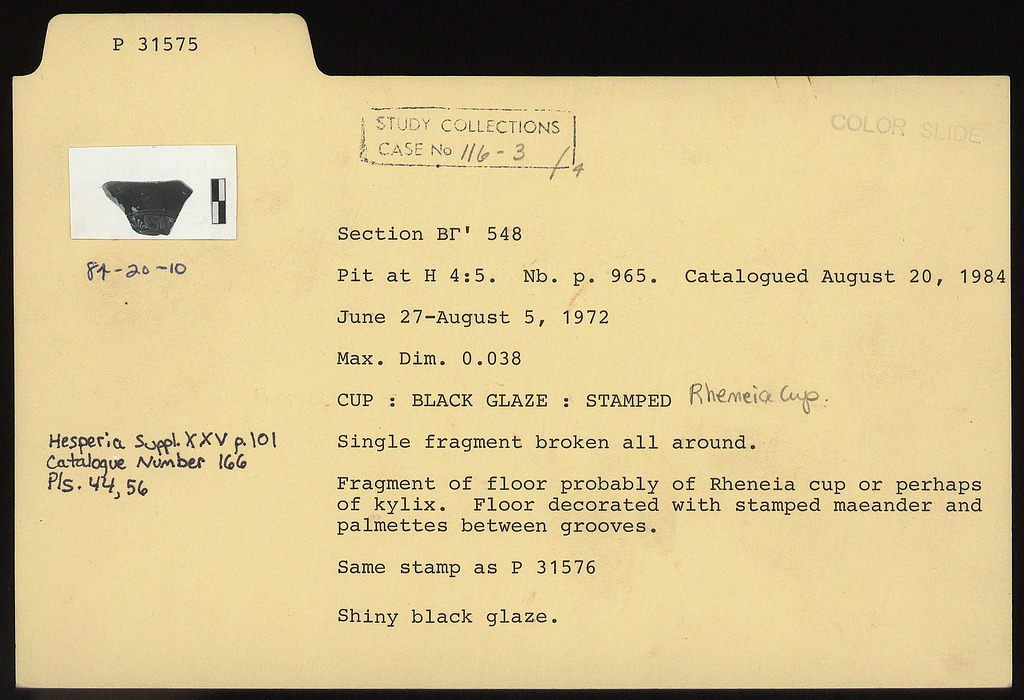 P 31575
STUDY COLLECTIONS
CASE No 116-3 /4
COLOR SLIDE
84-20-10
Section ΒΓ' 548
Pit at H 4:5.  Nb. p. 965.  Catalogued August 20, 1984
June 27-August 5, 1972
Max. Dim. 0.038
CUP : BLACK GLAZE : STAMPED Rheneia Cup.
Hesperia Suppl. XXV p. 101
Catalogue Number 166
Pls. 44, 56
Single fragment broken all around.
Fragment of floor probably of Rheneia cup or perhaps
of kylix.  Floor decorated with stamped maeander and
palmettes between grooves.
Same stamp as P 31576
Shiny black glaze.